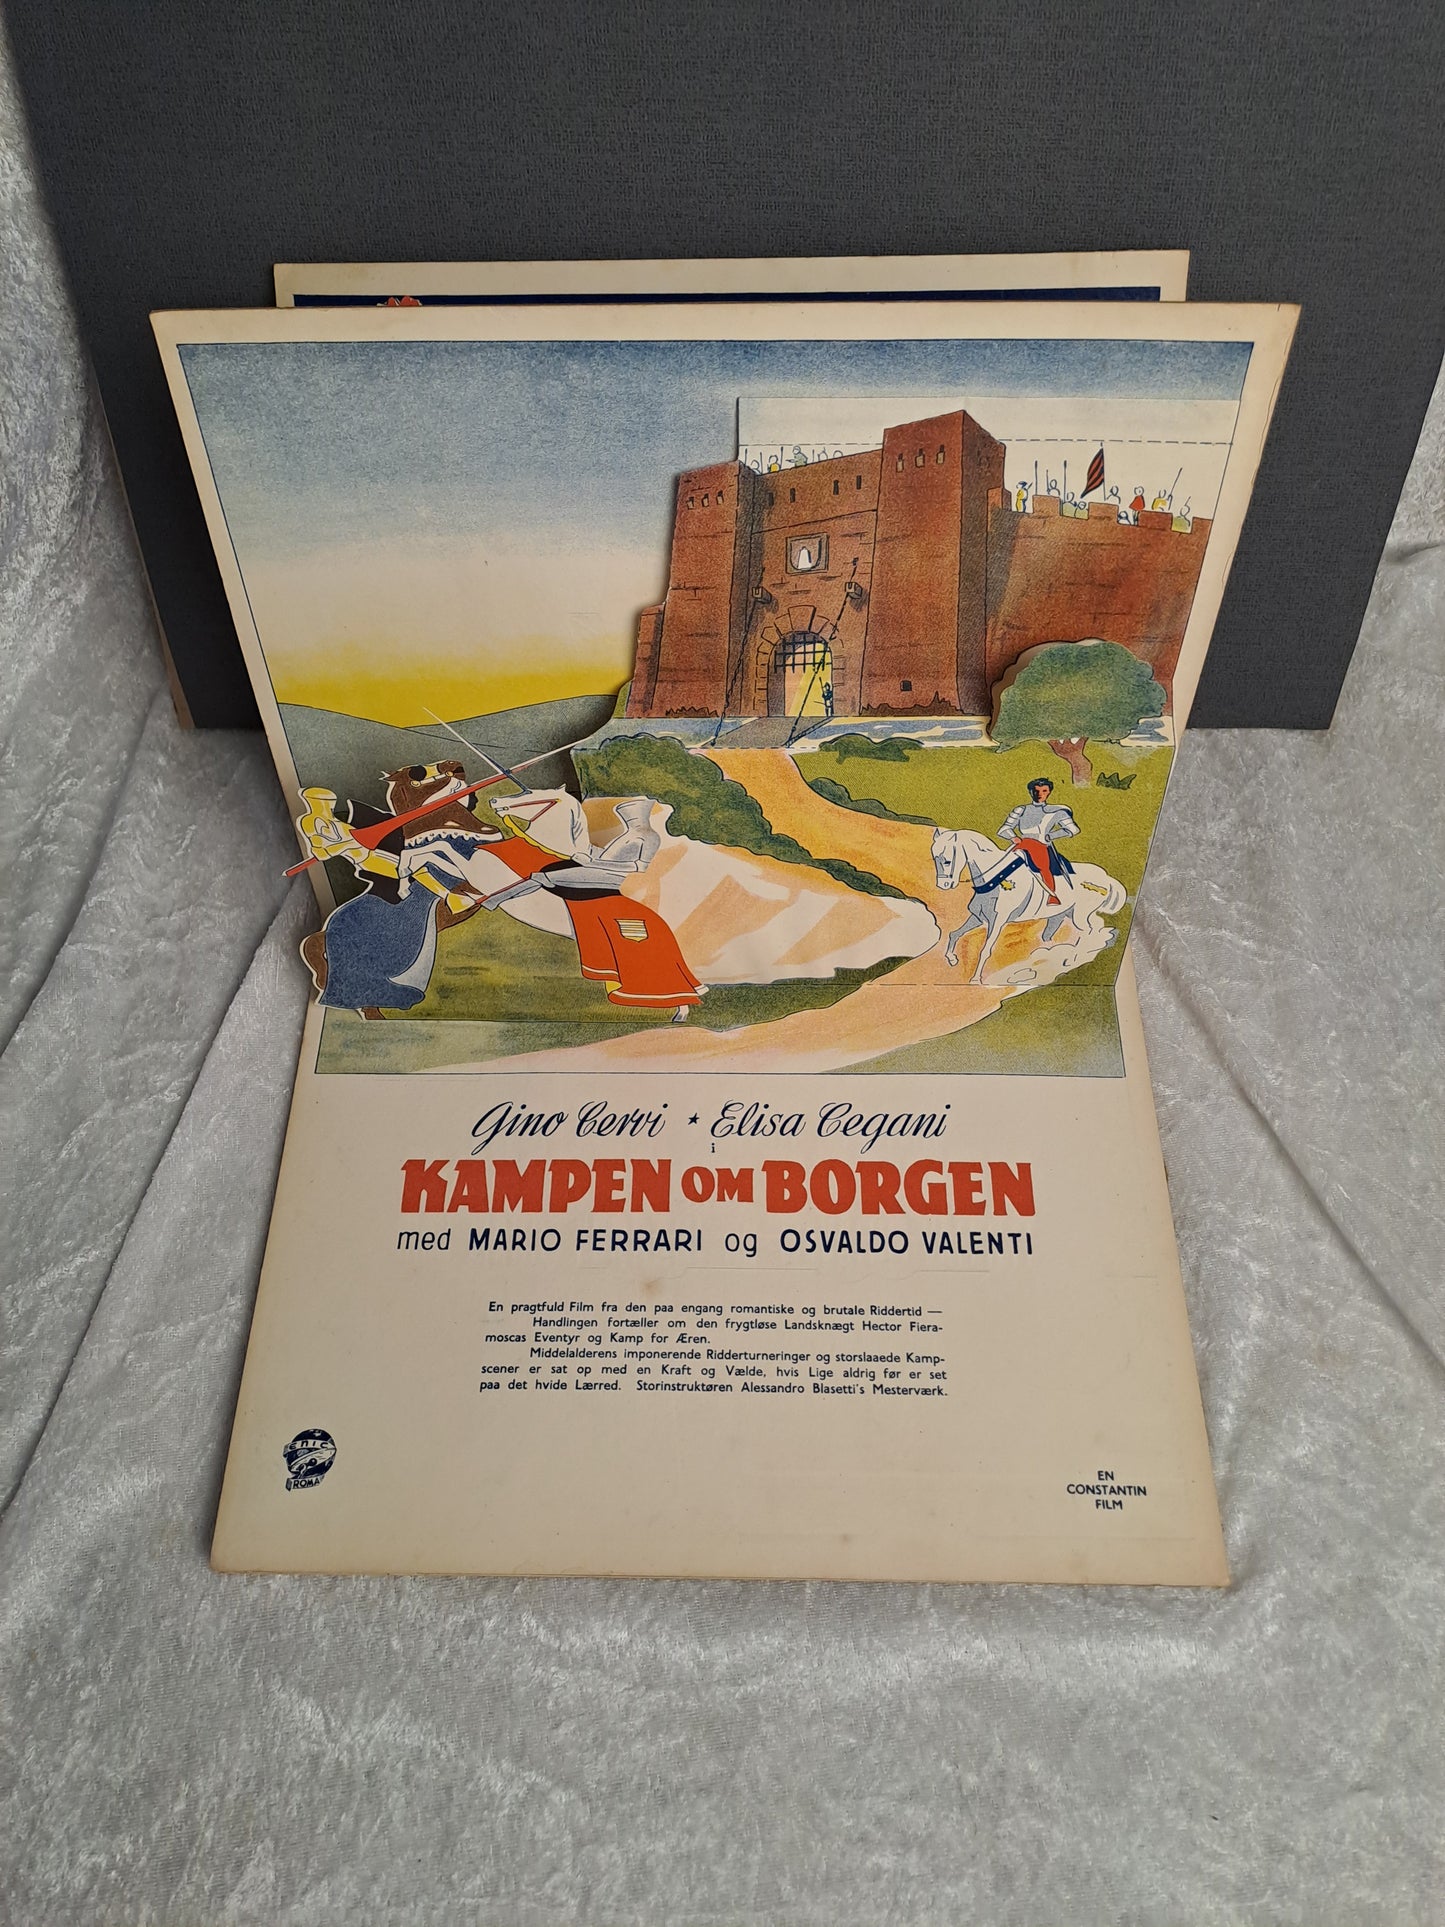 Gino Cervi ★ Elisa Cegani
i
KAMPEN OM BORGEN
med MARIO FERRARI og OSVALDO VALENTI
En pragtfuld Film fra den paa engang romantiske og brutale Riddertid —
Handlingen fortæller om den frygtløse Landsknægt Hector Fiera-
moscas Eventyr og Kamp for Æren.
Middelalderens imponerende Ridderturneringer og storslaaede Kamp-
scener er sat op med en Kraft og Vælde, hvis Lige aldrig før er set
paa det hvide Lærred. Storinstruktøren Alessandro Blasetti's Mesterværk.
ENIC
ROMA
EN
CONSTANTIN
FILM